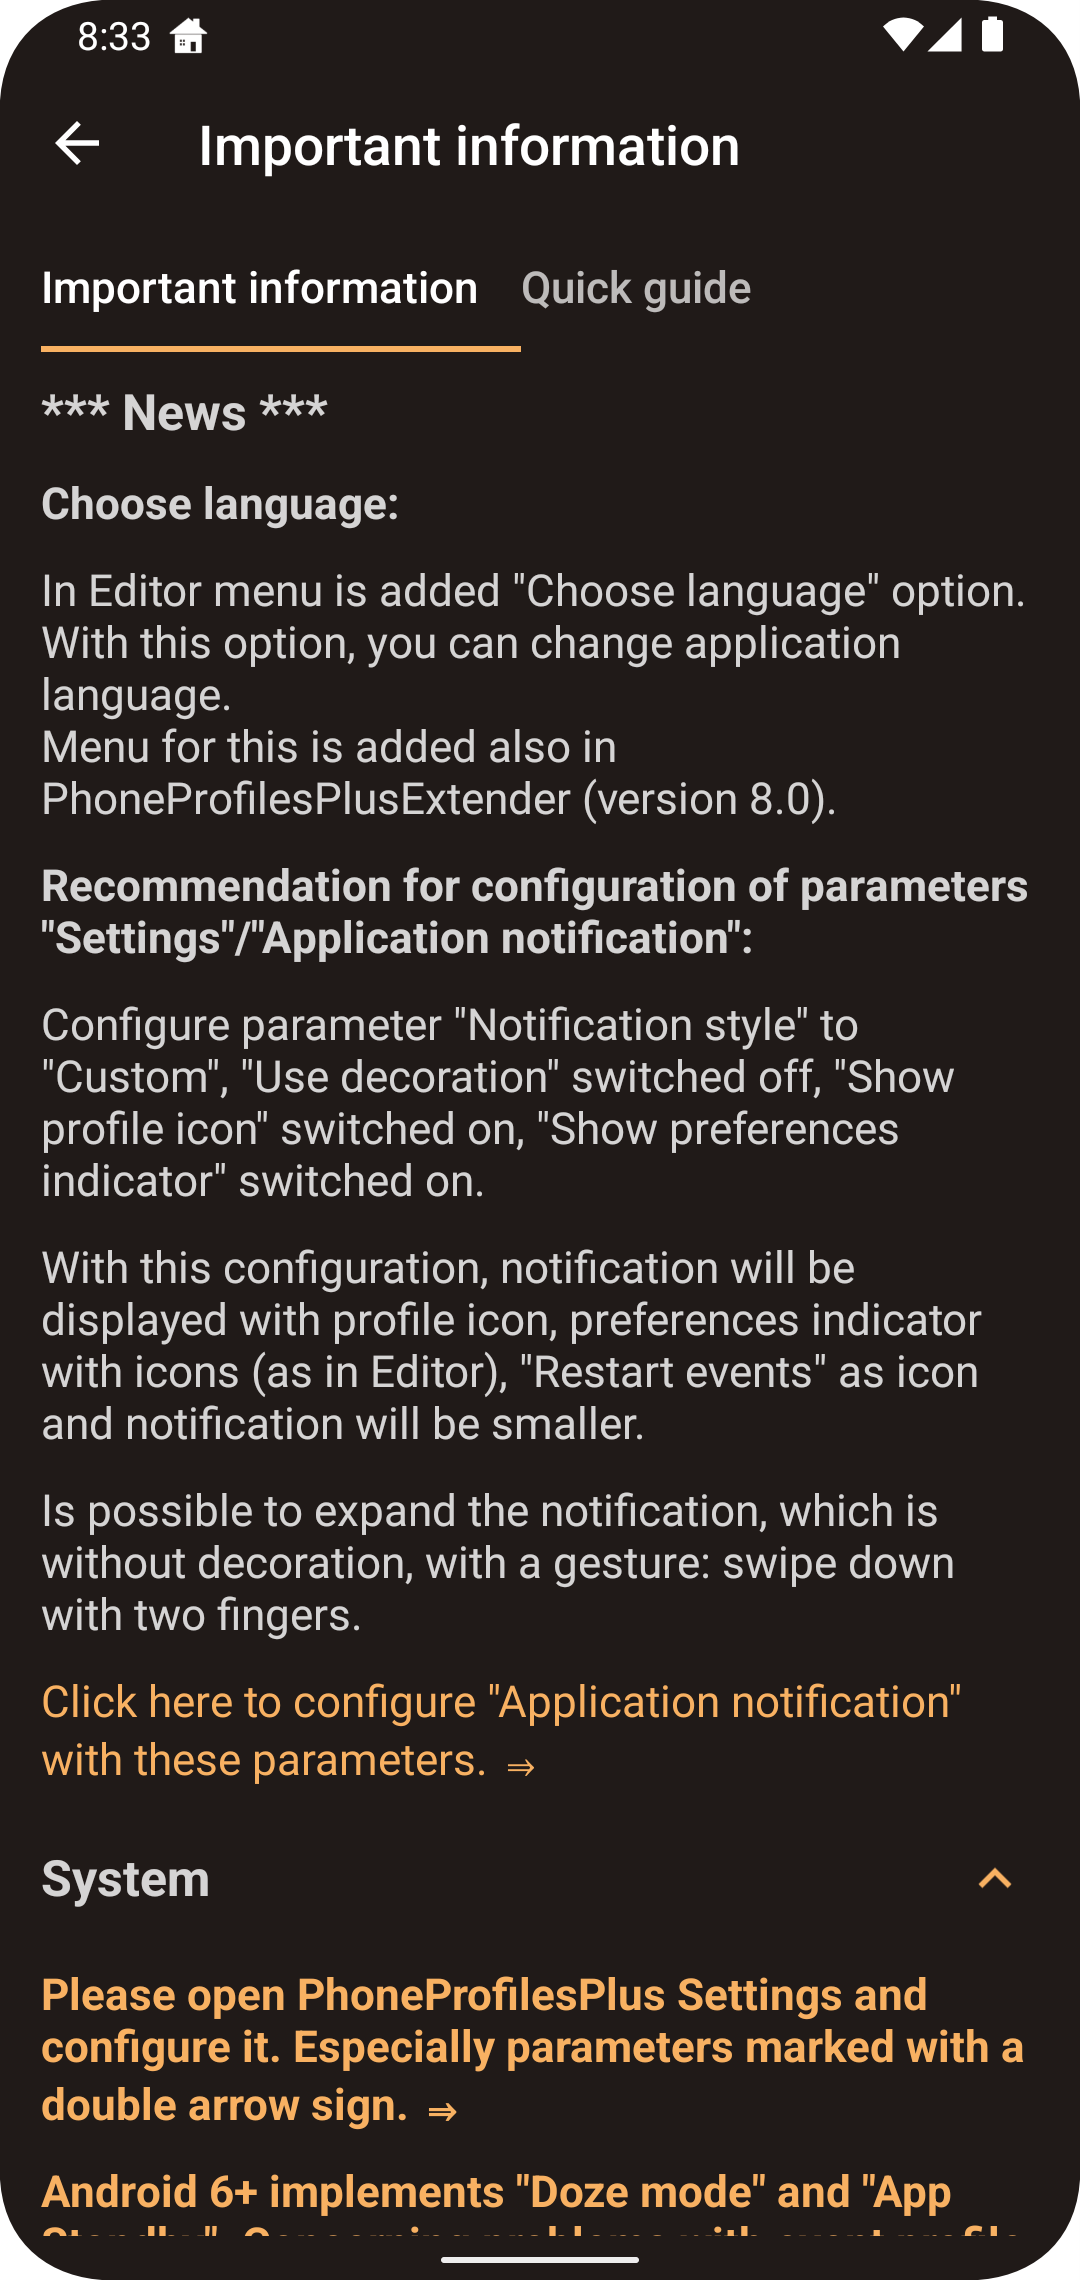 8:33
Important information
Important information
Quick guide
*** News ***
Choose language:
In Editor menu is added "Choose language" option.
With this option, you can change application
language.
Menu for this is added also in
PhoneProfilesPlusExtender (version 8.0).
Recommendation for configuration of parameters
"Settings"/"Application notification":
Configure parameter "Notification style" to
"Custom", "Use decoration" switched off, "Show
profile icon" switched on, "Show preferences
indicator" switched on.
With this configuration, notification will be
displayed with profile icon, preferences indicator
with icons (as in Editor), "Restart events" as icon
and notification will be smaller.
Is possible to expand the notification, which is
without decoration, with a gesture: swipe down
with two fingers.
Click here to configure "Application notification"
with these parameters. ⇒
System
Please open PhoneProfilesPlus Settings and
configure it. Especially parameters marked with a
double arrow sign. ⇒
Android 6+ implements "Doze mode" and "App